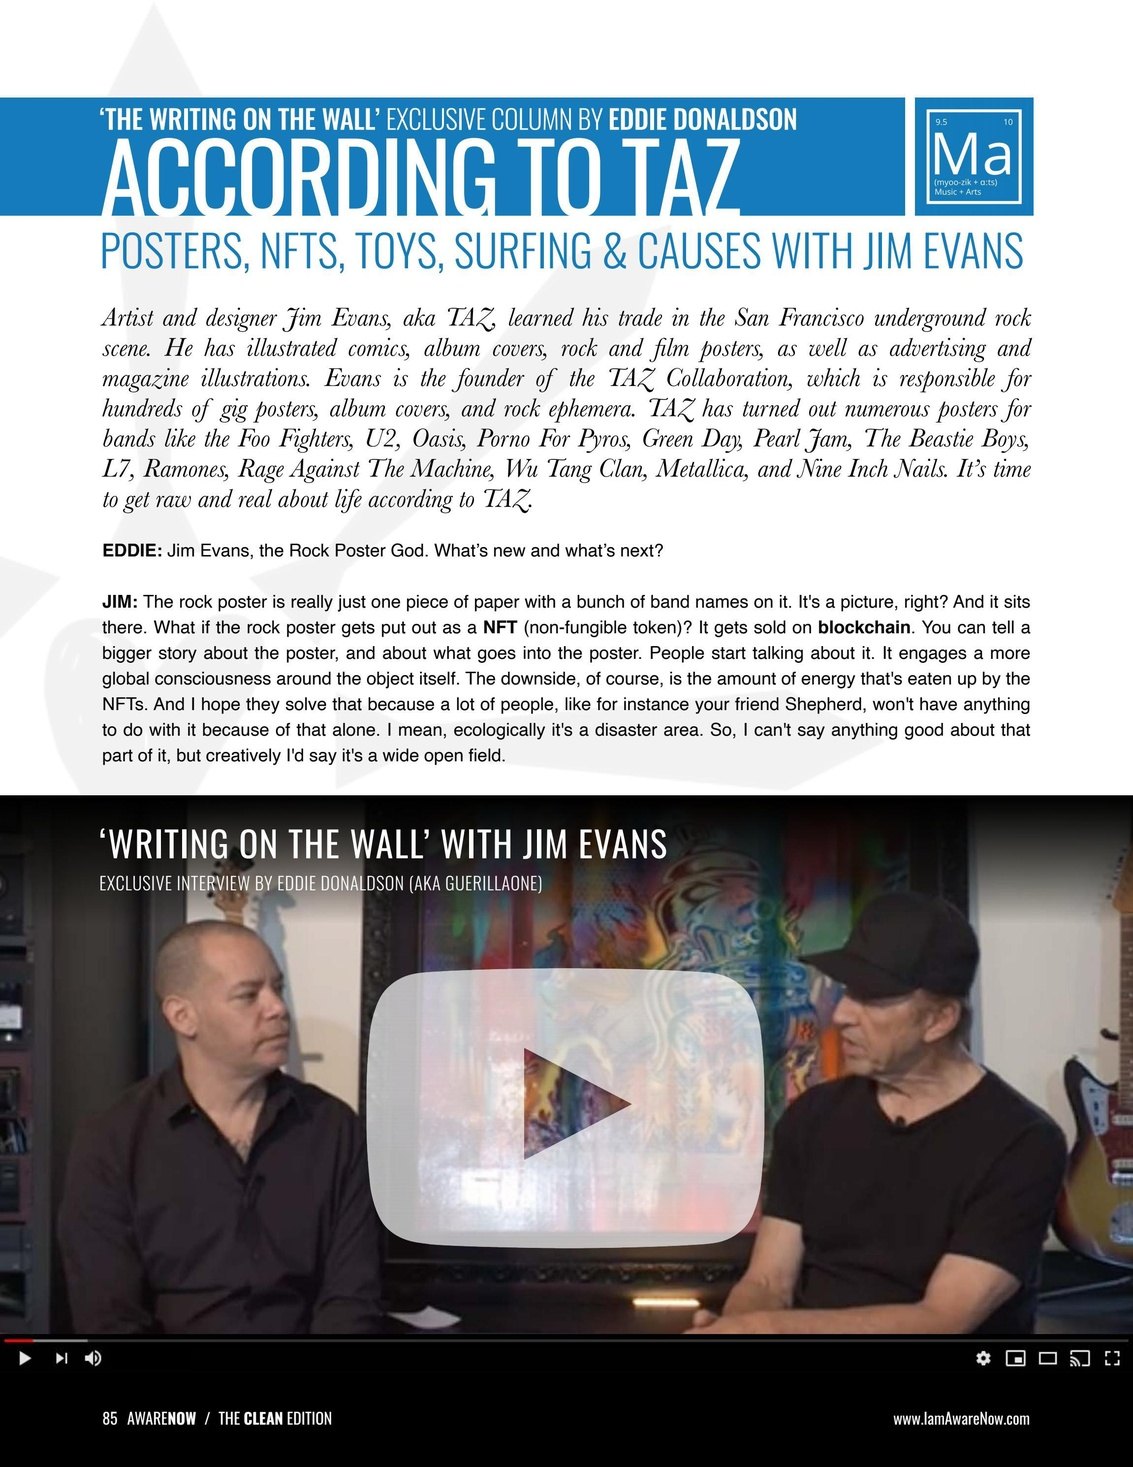 ‘THE WRITING ON THE WALL’ EXCLUSIVE COLUMN BY EDDIE DONALDSON
ACCORDING TO TAZ
9.5 10
Ma
(myoo-zik + ɑ:ts)
Music + Arts
POSTERS, NFTS, TOYS, SURFING & CAUSES WITH JIM EVANS
Artist and designer Jim Evans, aka TAZ, learned his trade in the San Francisco underground rock
scene. He has illustrated comics, album covers, rock and film posters, as well as advertising and
magazine illustrations. Evans is the founder of the TAZ Collaboration, which is responsible for
hundreds of gig posters, album covers, and rock ephemera. TAZ has turned out numerous posters for
bands like the Foo Fighters, U2, Oasis, Porno For Pyros, Green Day, Pearl Jam, The Beastie Boys,
L7, Ramones, Rage Against The Machine, Wu Tang Clan, Metallica, and Nine Inch Nails. It’s time
to get raw and real about life according to TAZ.
EDDIE: Jim Evans, the Rock Poster God. What’s new and what’s next?
JIM: The rock poster is really just one piece of paper with a bunch of band names on it. It's a picture, right? And it sits
there. What if the rock poster gets put out as a NFT (non-fungible token)? It gets sold on blockchain. You can tell a
bigger story about the poster, and about what goes into the poster. People start talking about it. It engages a more
global consciousness around the object itself. The downside, of course, is the amount of energy that's eaten up by the
NFTs. And I hope they solve that because a lot of people, like for instance your friend Shepherd, won't have anything
to do with it because of that alone. I mean, ecologically it's a disaster area. So, I can't say anything good about that
part of it, but creatively I'd say it's a wide open field.
‘WRITING ON THE WALL’ WITH JIM EVANS
EXCLUSIVE INTERVIEW BY EDDIE DONALDSON (AKA GUERILLAONE)
85 AWARENOW / THE CLEAN EDITION
www.IamAwareNow.com